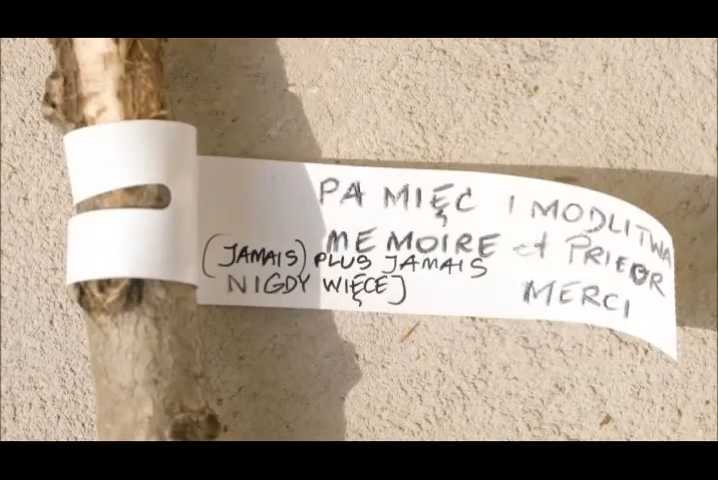 PAMIĘC I MODLITWA
MEMOIRE et PRIEOR
(JAMAIS) PLUS JAMAIS
NIGDY WIĘCEJ
MERCI